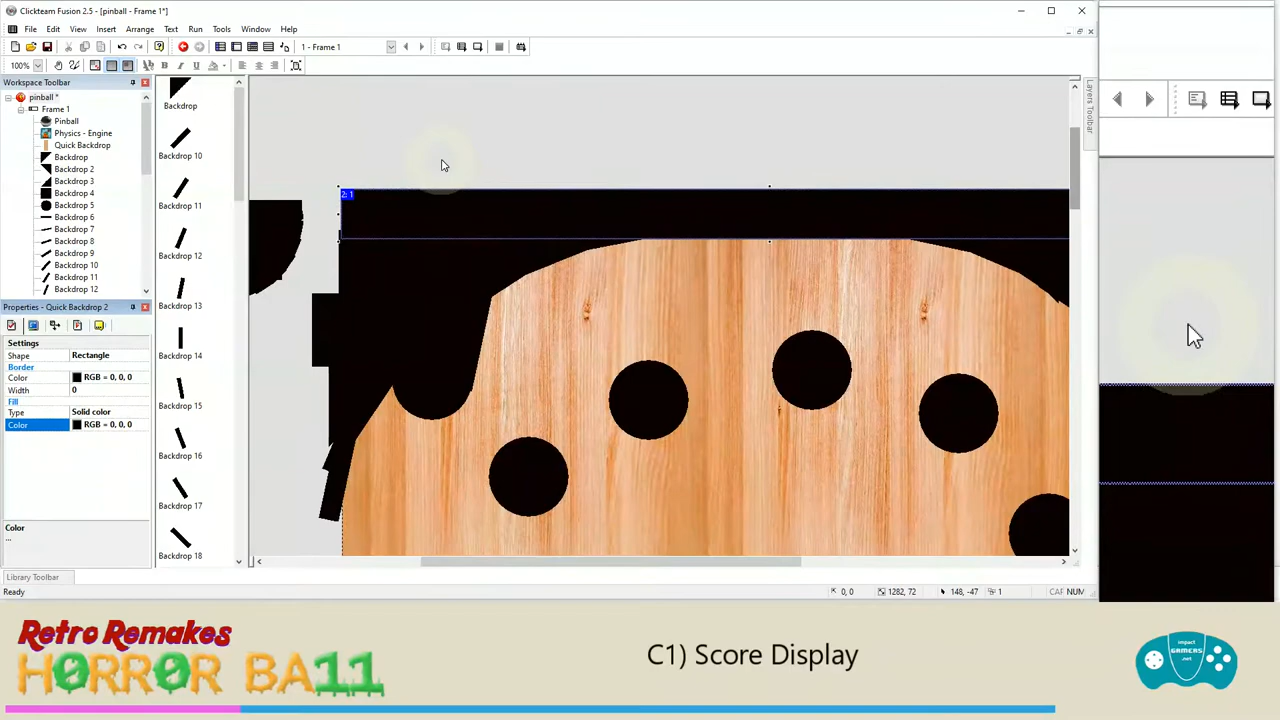 Clickteam Fusion 2.5 - [pinball - Frame 1*]
File Edit View Insert Arrange Text Run Tools Window Help
1 - Frame 1
100%
B I U
Workspace Toolbar
pinball *
Frame 1
Pinball
Physics - Engine
Quick Backdrop
Backdrop
Backdrop 2
Backdrop 3
Backdrop 4
Backdrop 5
Backdrop 6
Backdrop 7
Backdrop 8
Backdrop 9
Backdrop 10
Backdrop 11
Backdrop 12
Properties - Quick Backdrop 2
Settings
Shape Rectangle
Border
Color RGB = 0, 0, 0
Width 0
Fill
Type Solid color
Color RGB = 0, 0, 0
Color
...
Library Toolbar
Ready
Backdrop
Backdrop 10
Backdrop 11
Backdrop 12
Backdrop 13
Backdrop 14
Backdrop 15
Backdrop 16
Backdrop 17
Backdrop 18
2: 1
Layers Toolbar
0, 0 1282, 72 148, -47 1 CAF NUM
Retro Remakes
HORROR BA11
C1) Score Display
impact
GAMERS
.net